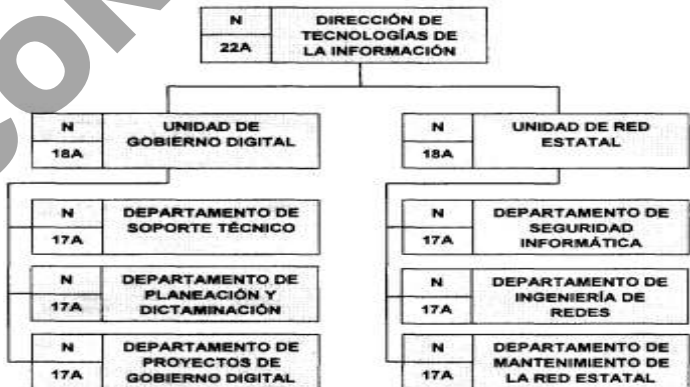 N
22A
DIRECCIÓN DE
TECNOLOGÍAS DE
LA INFORMACIÓN
N
18A
UNIDAD DE
GOBIERNO DIGITAL
N
18A
UNIDAD DE RED
ESTATAL
N
17A
DEPARTAMENTO DE
SOPORTE TÉCNICO
N
17A
DEPARTAMENTO DE
SEGURIDAD
INFORMÁTICA
N
17A
DEPARTAMENTO DE
PLANEACIÓN Y
DICTAMINACIÓN
N
17A
DEPARTAMENTO DE
INGENIERÍA DE
REDES
N
17A
DEPARTAMENTO DE
PROYECTOS DE
GOBIERNO DIGITAL
N
17A
DEPARTAMENTO DE
MANTENIMIENTO DE
LA RED ESTATAL